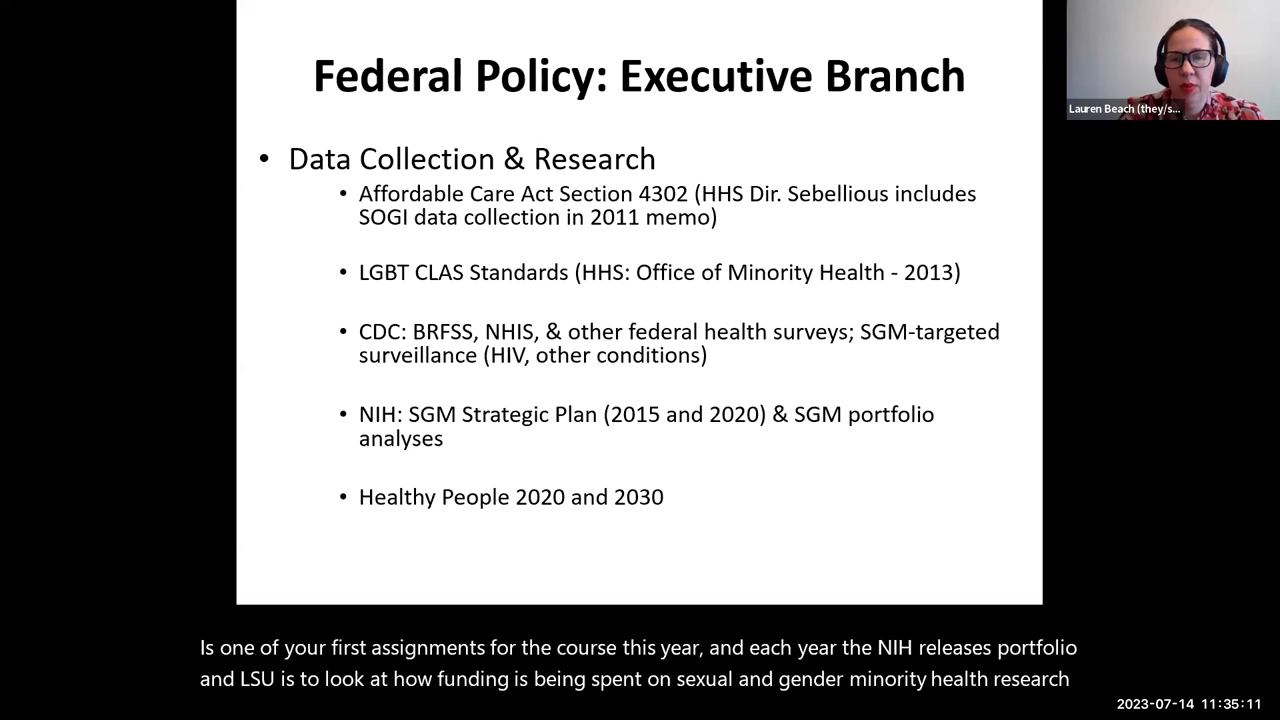 Federal Policy: Executive Branch
• Data Collection & Research
• Affordable Care Act Section 4302 (HHS Dir. Sebellious includes
SOGI data collection in 2011 memo)
• LGBT CLAS Standards (HHS: Office of Minority Health - 2013)
• CDC: BRFSS, NHIS, & other federal health surveys; SGM-targeted
surveillance (HIV, other conditions)
• NIH: SGM Strategic Plan (2015 and 2020) & SGM portfolio
analyses
• Healthy People 2020 and 2030
Lauren Beach (they/s...
Is one of your first assignments for the course this year, and each year the NIH releases portfolio
and LSU is to look at how funding is being spent on sexual and gender minority health research
2023-07-14 11:35:11